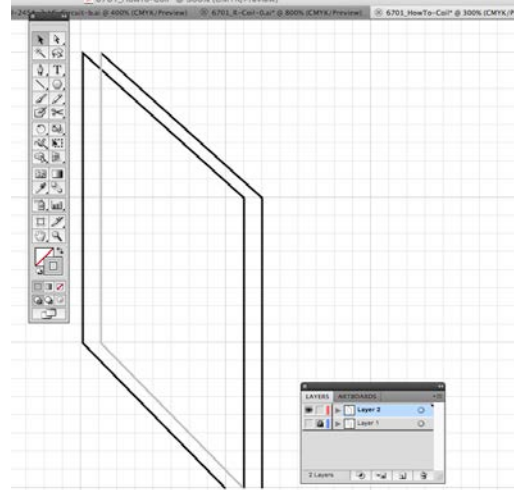 6701_R-Coil-0.ai* @ 800% (CMYK/Preview)
6701_HowTo-Coil* @ 300% (CMYK/P
LAYERS
ARTBOARDS
Layer 2
Layer 1
2 Layers